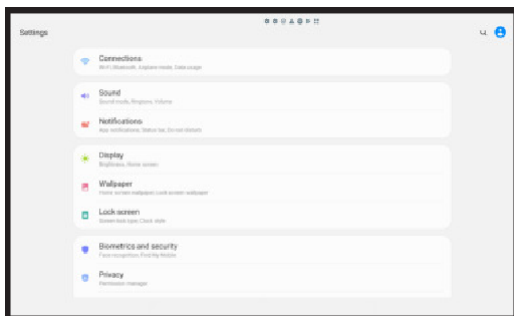 Settings
Connections
Wi-Fi, Bluetooth, Airplane mode, Data usage
Sound
Sound mode, Ringtone, Volume
Notifications
App notifications, Status bar, Do not disturb
Display
Brightness, Home screen
Wallpaper
Home screen wallpaper, Lock screen wallpaper
Lock screen
Screen lock type, Clock style
Biometrics and security
Face recognition, Find My Mobile
Privacy
Permission manager